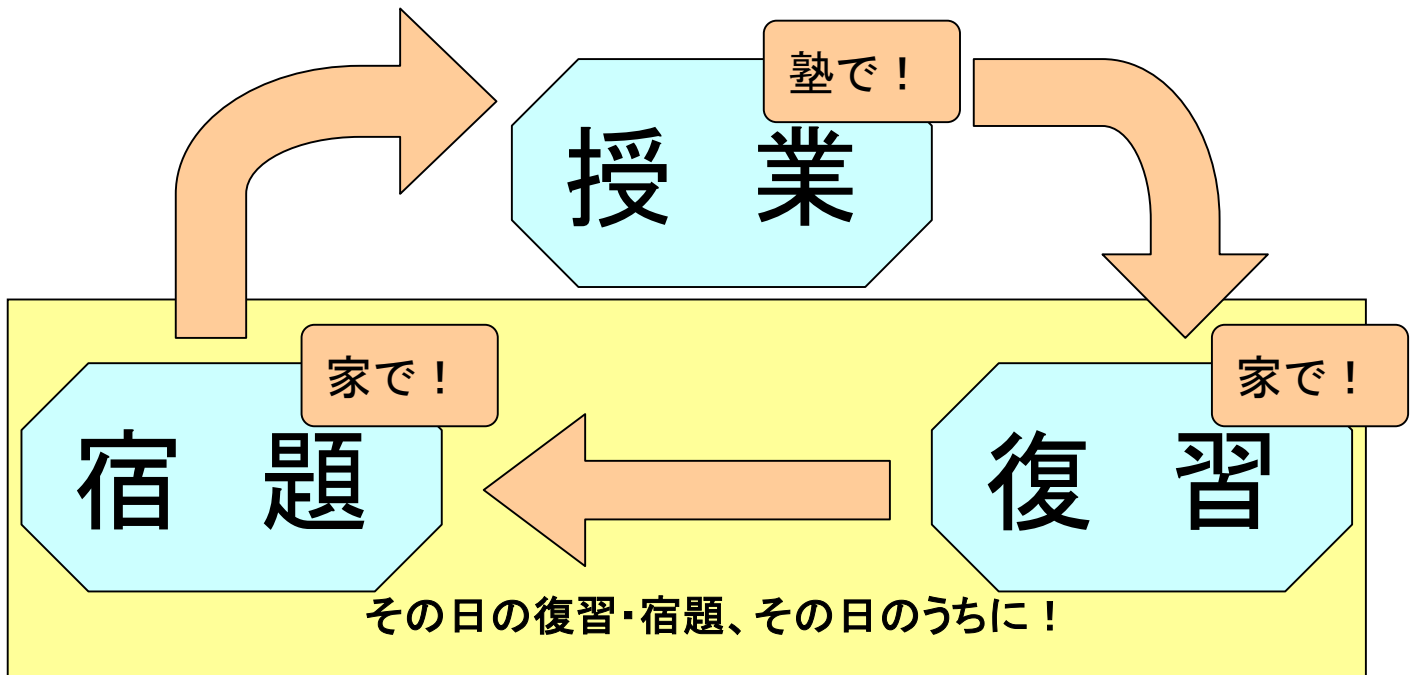 塾で！
授　業
家で！
宿　題
家で！
復　習
その日の復習・宿題、その日のうちに！